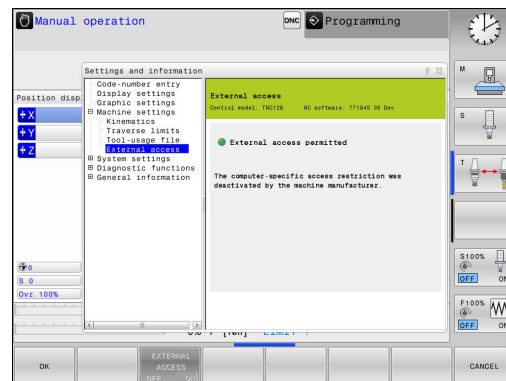 Manual operation
DNC
Programming
Settings and information
Position disp
+X
+Y
+Z
Code-number entry
Display settings
Graphic settings
Machine settings
Kinematics
Traverse limits
Tool-usage file
External access
System settings
Diagnostic functions
General information
External access
Control model: TNC128 NC software: 771845 05 Dev
External access permitted
The computer-specific access restriction was
deactivated by the machine manufacturer.
0
S 0
Ovr 100%
M
S
T
S100%
OFF ON
F100%
OFF ON
OK
EXTERNAL
ACCESS
OFF ON
CANCEL